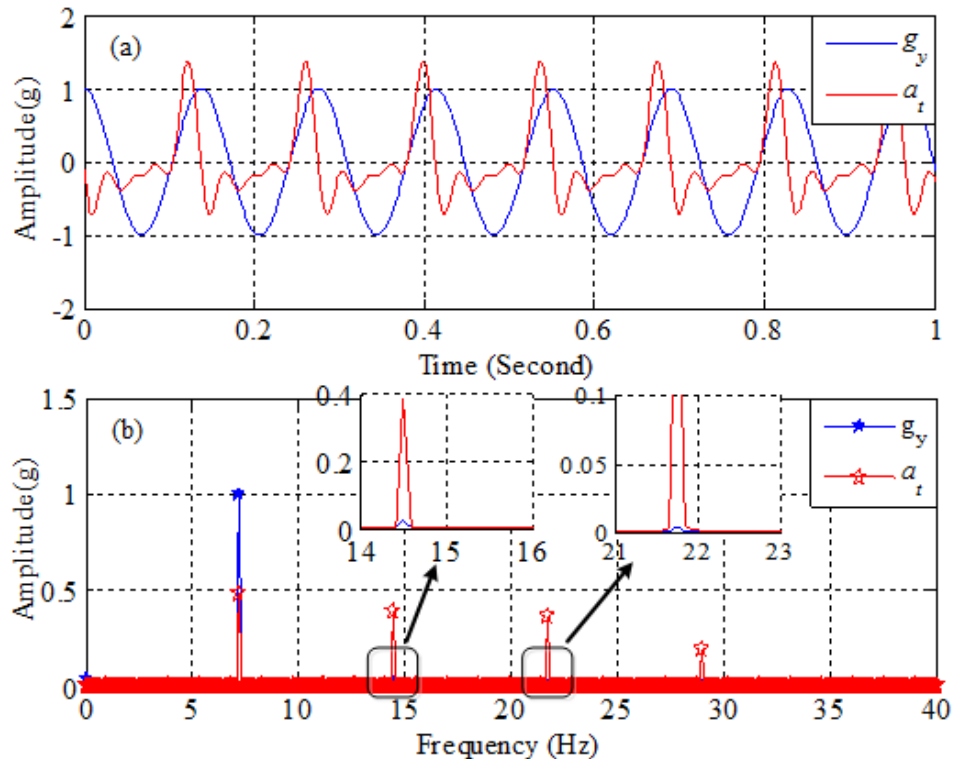 2
(a)
g_y
a_t
1
0
-1
-2
Amplitude(g)
0 0.2 0.4 0.6 0.8 1
Time (Second)
1.5
(b)
0.4
0.2
0
14 15 16
0.1
0.05
0
21 22 23
g_y
a_t
1
0.5
0
Amplitude(g)
0 5 10 15 20 25 30 35 40
Frequency (Hz)